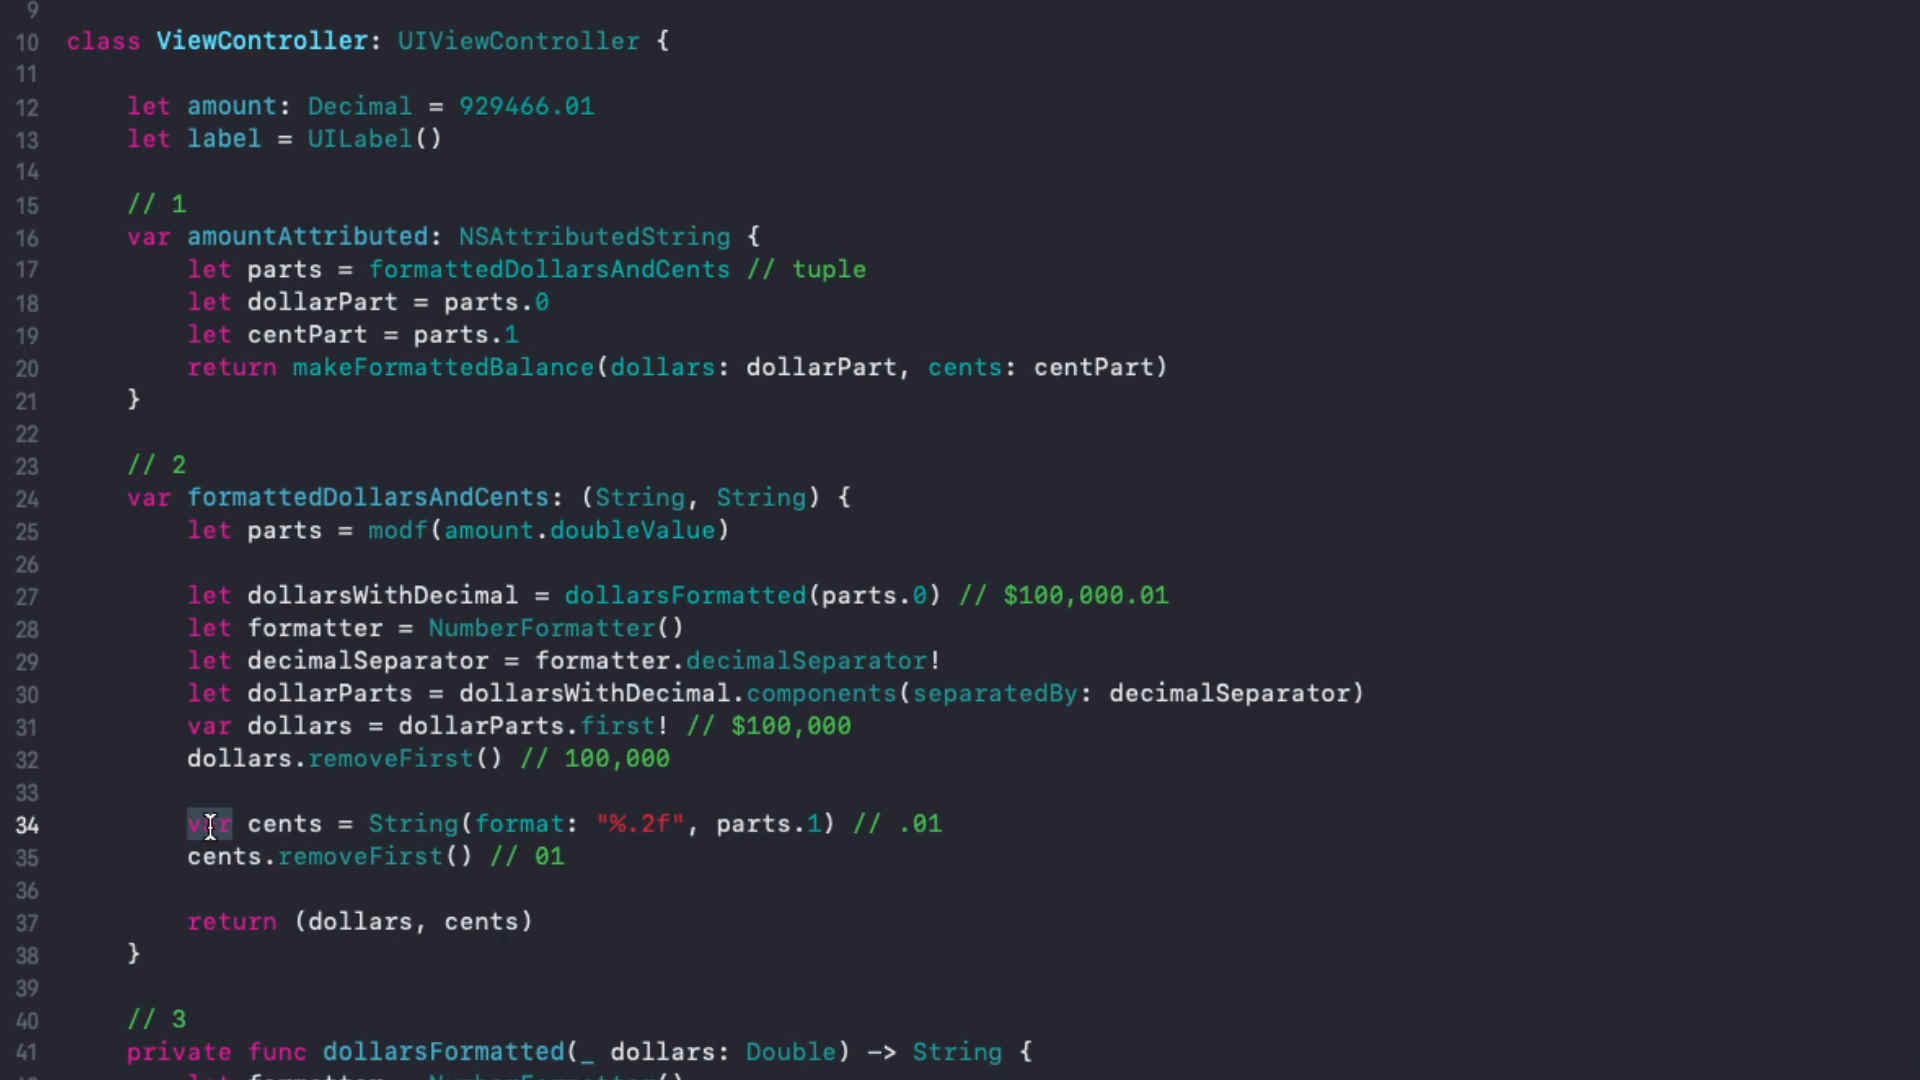 9
10 class ViewController: UIViewController {
11
12 let amount: Decimal = 929466.01
13 let label = UILabel()
14
15 // 1
16 var amountAttributed: NSAttributedString {
17 let parts = formattedDollarsAndCents // tuple
18 let dollarPart = parts.0
19 let centPart = parts.1
20 return makeFormattedBalance(dollars: dollarPart, cents: centPart)
21 }
22
23 // 2
24 var formattedDollarsAndCents: (String, String) {
25 let parts = modf(amount.doubleValue)
26
27 let dollarsWithDecimal = dollarsFormatted(parts.0) // $100,000.01
28 let formatter = NumberFormatter()
29 let decimalSeparator = formatter.decimalSeparator!
30 let dollarParts = dollarsWithDecimal.components(separatedBy: decimalSeparator)
31 var dollars = dollarParts.first! // $100,000
32 dollars.removeFirst() // 100,000
33
34 var cents = String(format: "%.2f", parts.1) // .01
35 cents.removeFirst() // 01
36
37 return (dollars, cents)
38 }
39
40 // 3
41 private func dollarsFormatted(_ dollars: Double) -> String {